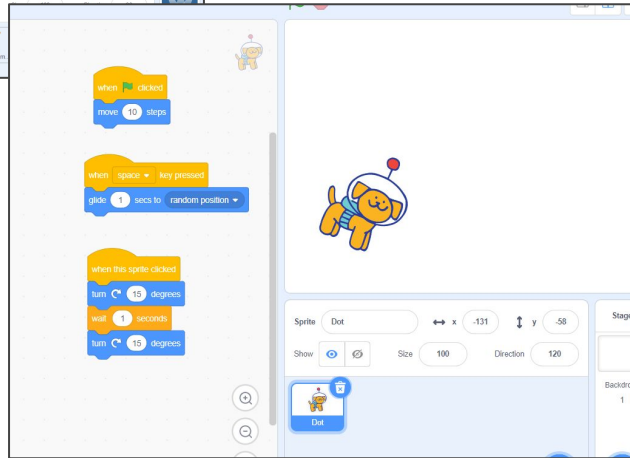 when clicked
move 10 steps
when space key pressed
glide 1 secs to random position
when this sprite clicked
turn 15 degrees
wait 1 seconds
turn 15 degrees
Sprite Dot x -131 y -58
Show Size 100 Direction 120
Dot
Stage
1